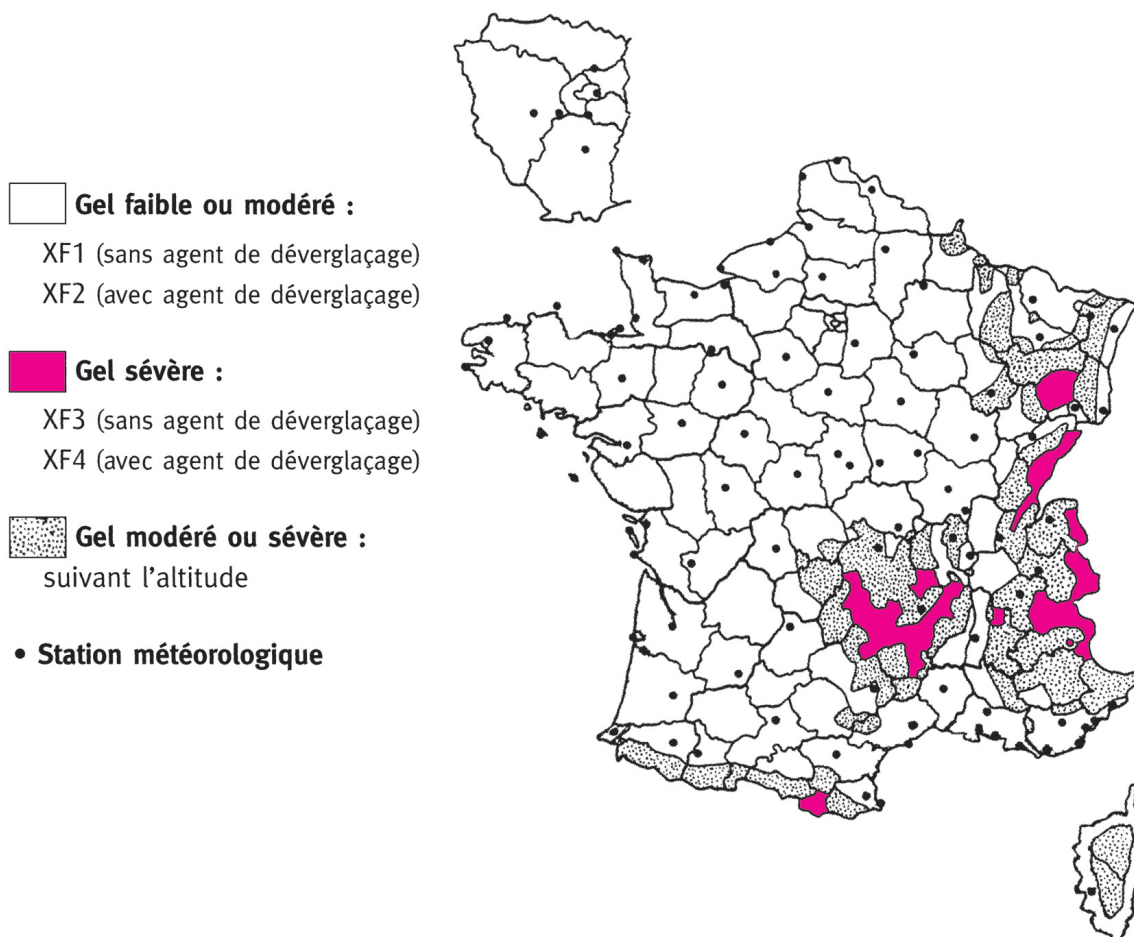 Gel faible ou modéré :
XF1 (sans agent de déverglaçage)
XF2 (avec agent de déverglaçage)
Gel sévère :
XF3 (sans agent de déverglaçage)
XF4 (avec agent de déverglaçage)
Gel modéré ou sévère :
suivant l'altitude
• Station météorologique